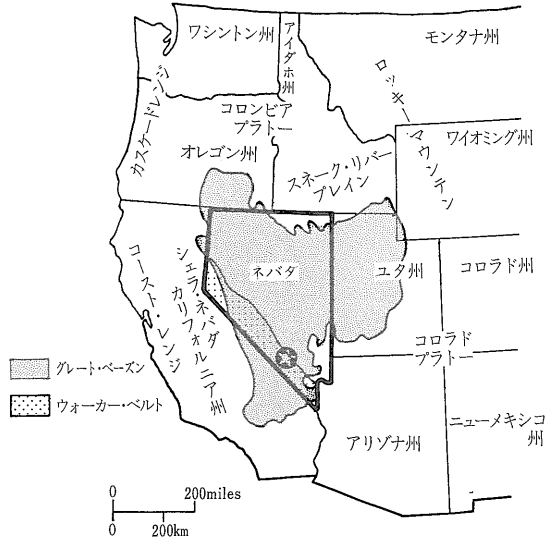 ワシントン州
アイダホ州
モンタナ州
カスケードレンジ
コロンビア
プラトー
ロッキー・マウンテン
オレゴン州
ワイオミング州
スネーク・リバー
プレイン
シェラ・ネバダ
カリフォルニア州
コースト・レンジ
ネバダ
ユタ州
コロラド州
コロラド
プラトー
グレート・ベーズン
ウォーカー・ベルト
アリゾナ州
ニューメキシコ
州
0 200miles
0 200km